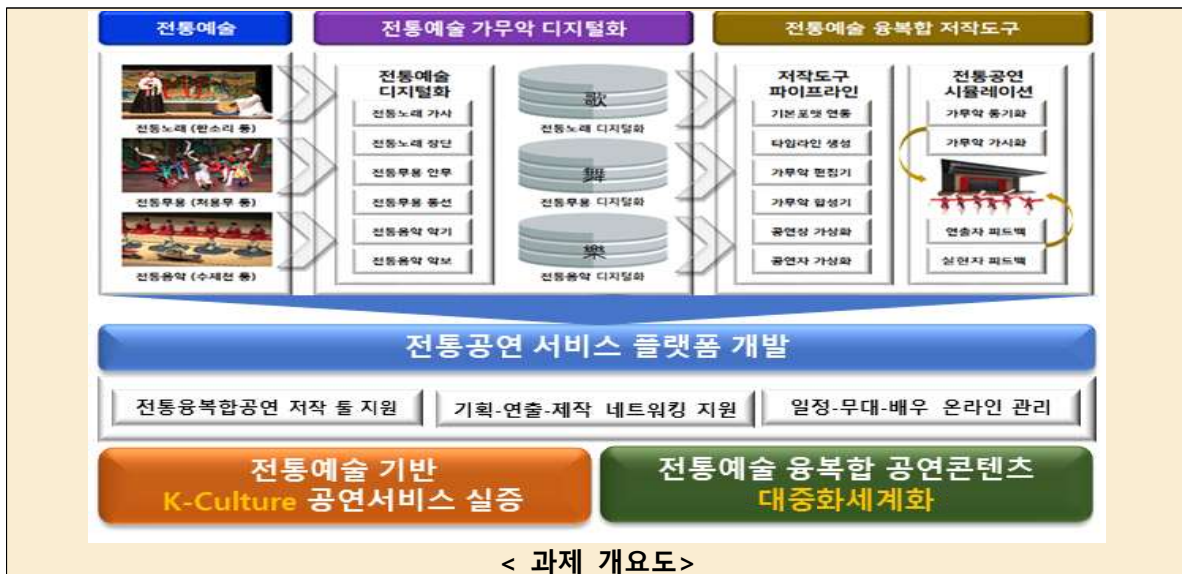 전통예술
전통예술 가무악 디지털화
전통예술 융복합 저작도구
전통노래 (판소리 등)
전통무용 (처용무 등)
전통음악 (수제천 등)
전통예술
디지털화
전통노래 가사
전통노래 장단
전통무용 안무
전통무용 동선
전통음악 악기
전통음악 악보
歌
전통노래 디지털화
舞
전통무용 디지털화
樂
전통음악 디지털화
저작도구
파이프라인
기본포맷 연동
타임라인 생성
가무악 편집기
가무악 합성기
공연장 가상화
공연자 가상화
전통공연
시뮬레이션
가무악 동기화
가무악 가시화
연출자 피드백
실현자 피드백
전통공연 서비스 플랫폼 개발
전통융복합공연 저작 툴 지원
기획-연출-제작 네트워킹 지원
일정-무대-배우 온라인 관리
전통예술 기반
K-Culture 공연서비스 실증
전통예술 융복합 공연콘텐츠
대중화세계화
< 과제 개요도>